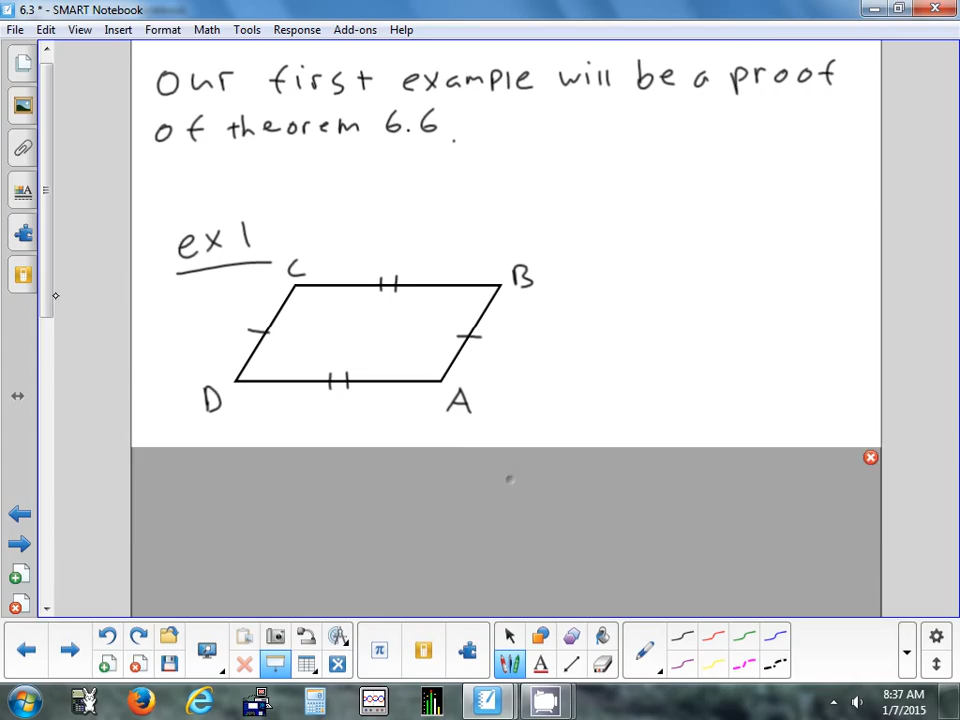 6.3 * - SMART Notebook
File Edit View Insert Format Math Tools Response Add-ons Help
Our first example will be a proof
of theorem 6.6.
ex 1
C
B
D
A
π
A
8:37 AM
1/7/2015